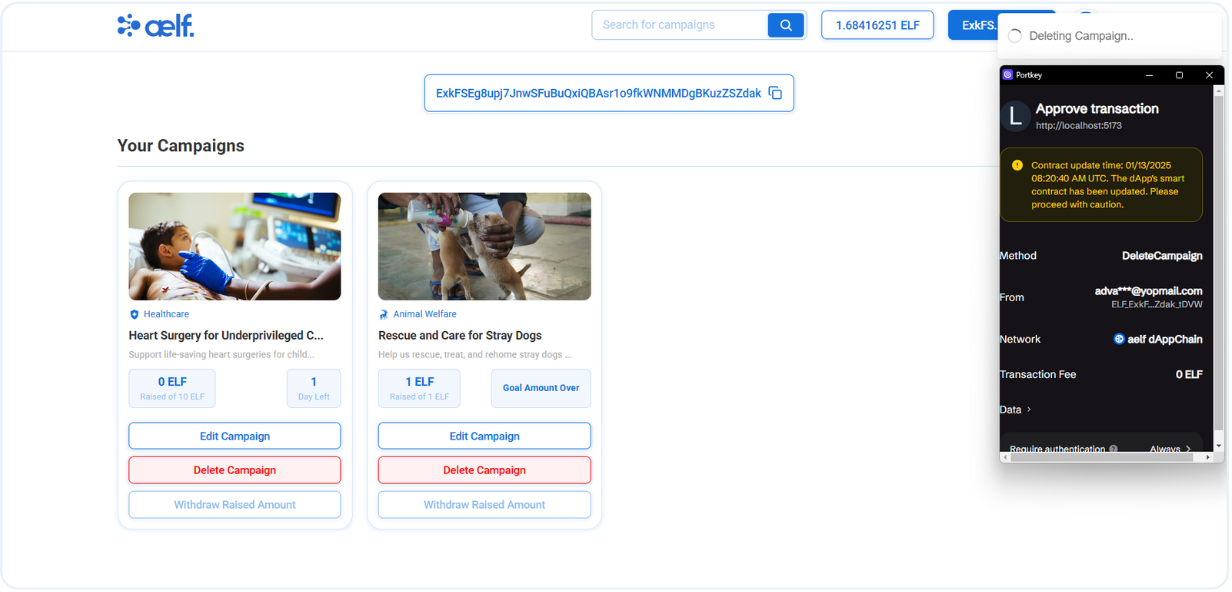 aelf.
Search for campaigns
1.68416251 ELF
ExkFS.
Deleting Campaign..
ExkFSEg8upj7JnwSFuBuQxiQBAsr1o9fkWNMMDgBKuzZSZdak
Your Campaigns
Healthcare
Heart Surgery for Underprivileged C...
Support life-saving heart surgeries for child...
0 ELF
Raised of 10 ELF
1
Day Left
Edit Campaign
Delete Campaign
Withdraw Raised Amount
Animal Welfare
Rescue and Care for Stray Dogs
Help us rescue, treat, and rehome stray dogs ...
1 ELF
Raised of 1 ELF
Goal Amount Over
Edit Campaign
Delete Campaign
Withdraw Raised Amount
Portkey
L
Approve transaction
http://localhost:5173
Contract update time: 01/13/2025
08:20:40 AM UTC. The dApp's smart
contract has been updated. Please
proceed with caution.
Method DeleteCampaign
From adva***@yopmail.com
ELF_ExkF...Zdak_tDVW
Network aelf dAppChain
Transaction Fee 0 ELF
Data >
Require authentication Always >